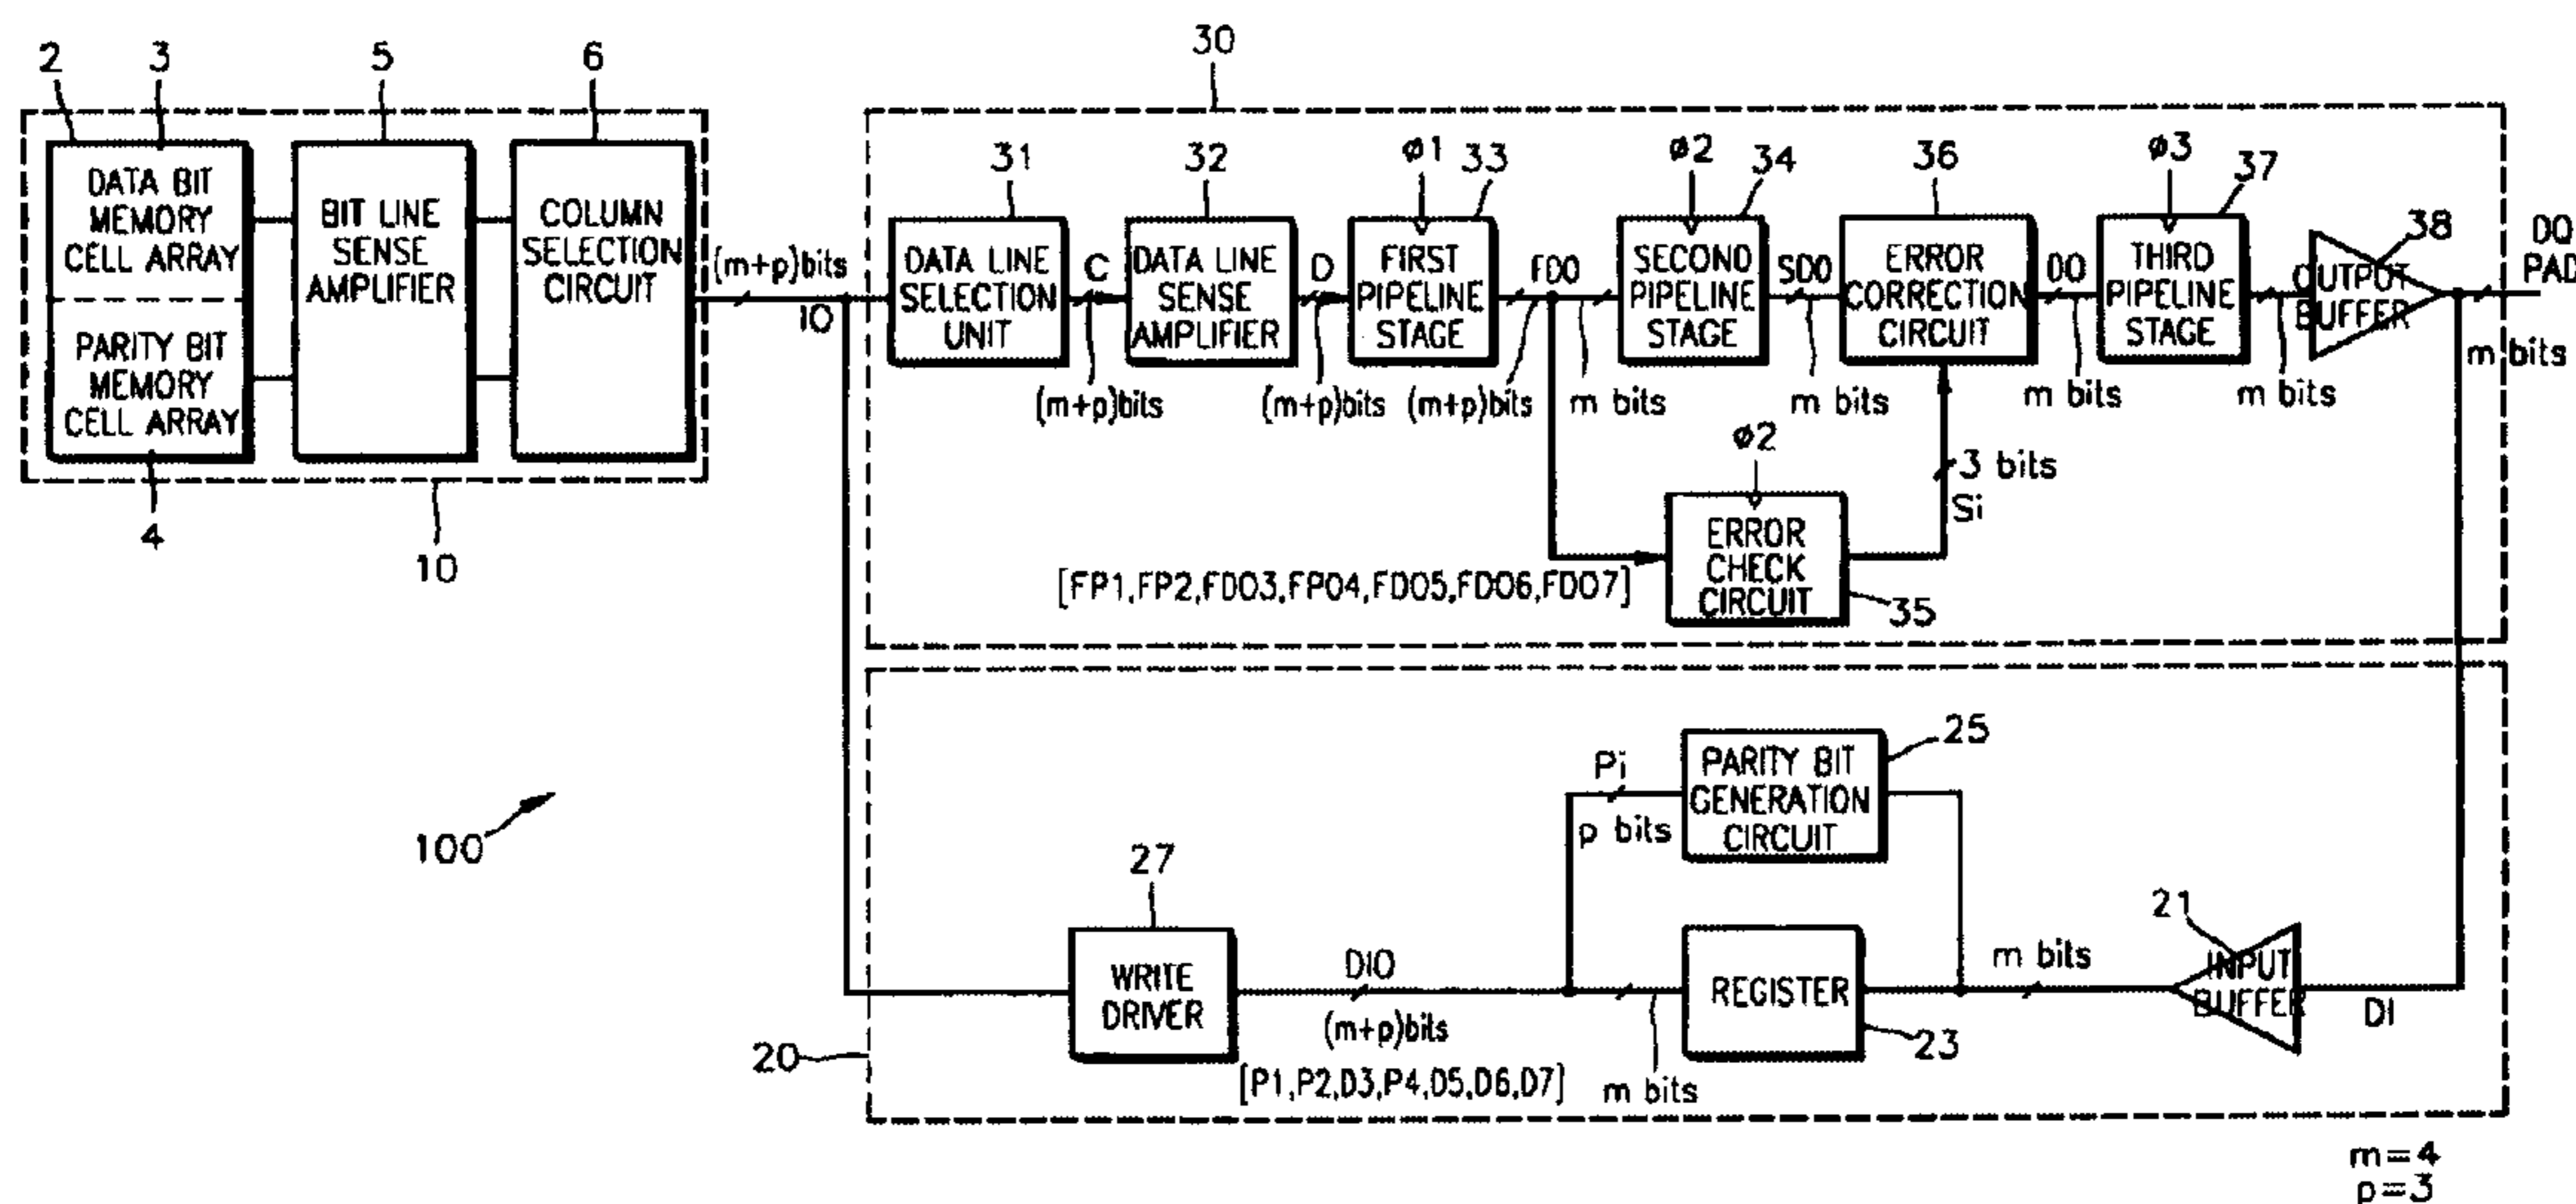 30
2
3
5
6
DATA BIT
MEMORY
CELL ARRAY
PARITY BIT
MEMORY
CELL ARRAY
4
BIT LINE
SENSE
AMPLIFIER
COLUMN
SELECTION
CIRCUIT
10
(m+p)bits
IO
31
DATA LINE
SELECTION
UNIT
C
(m+p)bits
32
DATA LINE
SENSE
AMPLIFIER
D
(m+p)bits
ø1
33
FIRST
PIPELINE
STAGE
FDO
(m+p)bits
m bits
ø2
34
SECOND
PIPELINE
STAGE
SDO
m bits
36
ERROR
CORRECTION
CIRCUIT
DO
m bits
ø3
37
THIRD
PIPELINE
STAGE
m bits
38
OUTPUT
BUFFER
DQ
PAD
m bits
ø2
3 bits
Si
ERROR
CHECK
CIRCUIT
35
[FP1,FP2,FDO3,FPO4,FDO5,FDO6,FDO7]
100
20
27
WRITE
DRIVER
DIO
(m+p)bits
[P1,P2,D3,P4,D5,D6,D7]
Pi
p bits
25
PARITY BIT
GENERATION
CIRCUIT
REGISTER
23
m bits
m bits
21
INPUT
BUFFER
DI
m=4
p=3